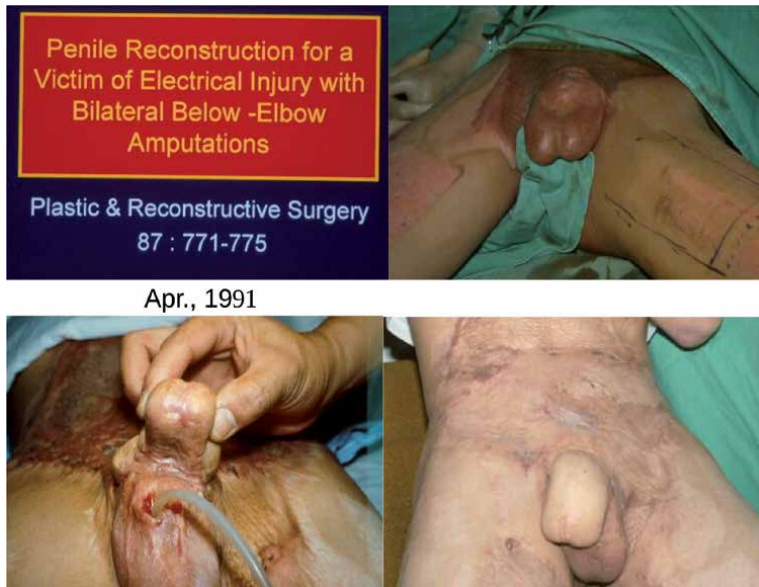 Penile Reconstruction for a
Victim of Electrical Injury with
Bilateral Below -Elbow
Amputations
Plastic & Reconstructive Surgery
87 : 771-775
Apr., 1991